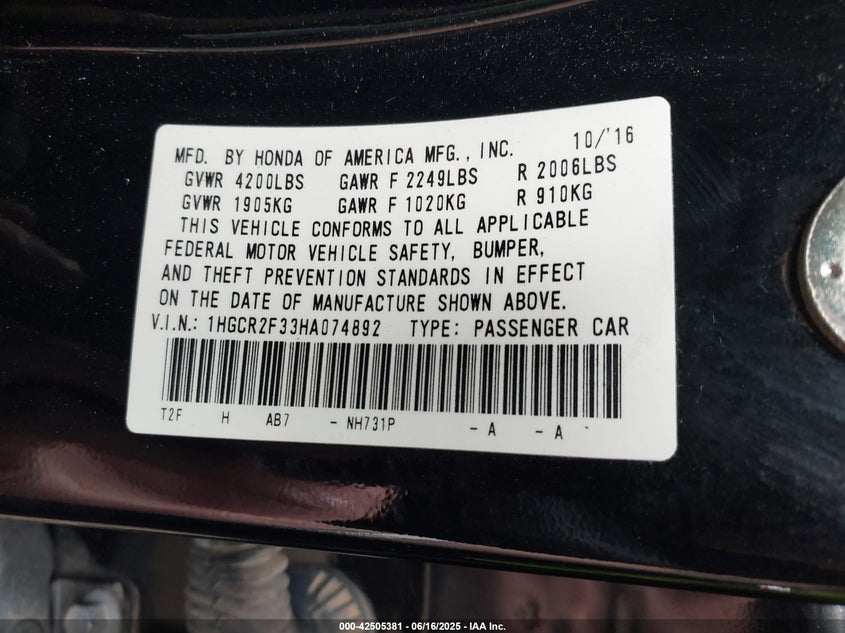 MFD. BY HONDA OF AMERICA MFG., INC. 10/'16
GVWR 4200LBS GAWR F 2249LBS R 2006LBS
GVWR 1905KG GAWR F 1020KG R 910KG
THIS VEHICLE CONFORMS TO ALL APPLICABLE
FEDERAL MOTOR VEHICLE SAFETY, BUMPER,
AND THEFT PREVENTION STANDARDS IN EFFECT
ON THE DATE OF MANUFACTURE SHOWN ABOVE.
V.I.N.: 1HGCR2F33HA074892 TYPE: PASSENGER CAR
T2F H AB7 - NH731P - A - A -
000-42505381 - 06/16/2025 - IAA Inc.